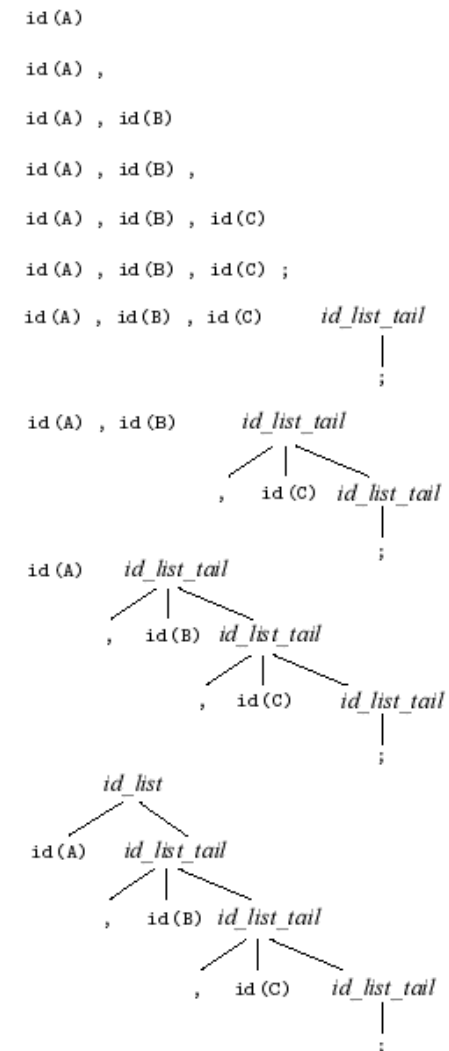 id(A)
id(A) ,
id(A) , id(B)
id(A) , id(B) ,
id(A) , id(B) , id(C)
id(A) , id(B) , id(C) ;
id(A) , id(B) , id(C) id_list_tail
;
id(A) , id(B) id_list_tail
, id(C) id_list_tail
;
id(A) id_list_tail
, id(B) id_list_tail
, id(C) id_list_tail
;
id_list
id(A) id_list_tail
, id(B) id_list_tail
, id(C) id_list_tail
;